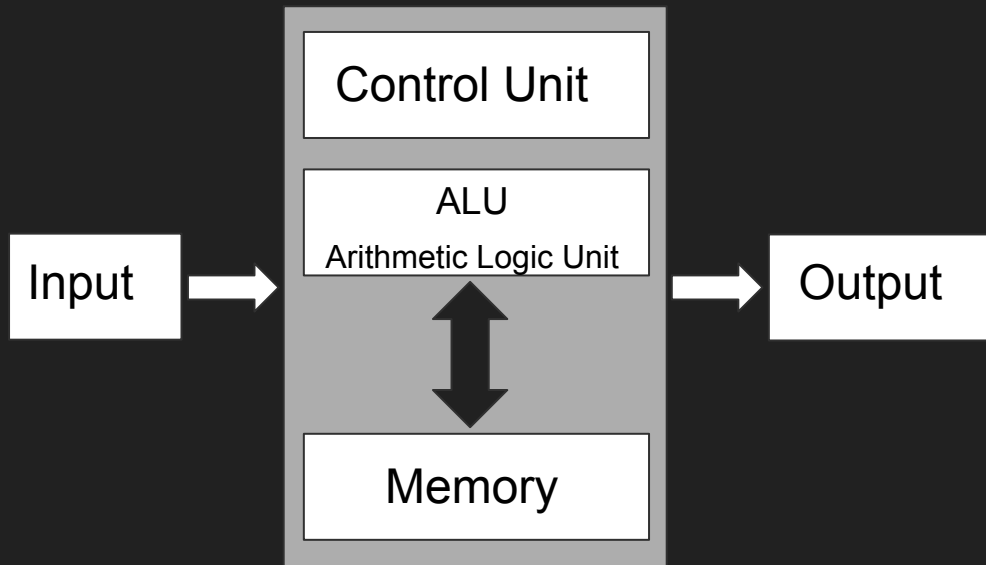 Control Unit
ALU
Arithmetic Logic Unit
Input
Output
Memory